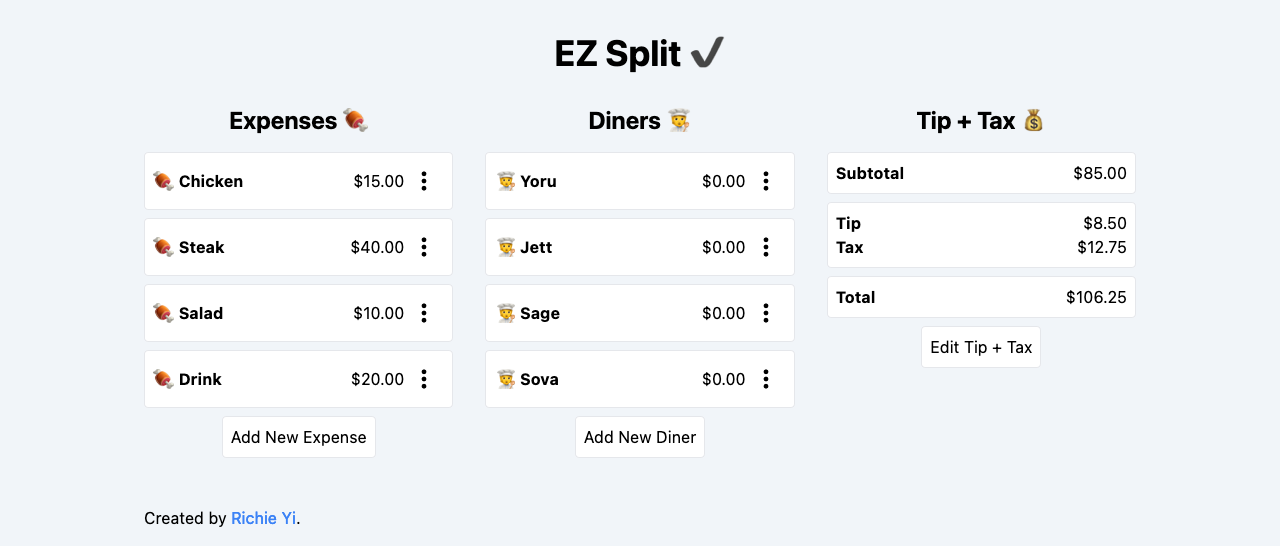 EZ Split ✔
Expenses 🍖
Chicken $15.00
Steak $40.00
Salad $10.00
Drink $20.00
Add New Expense
Diners 👨‍🍳
Yoru $0.00
Jett $0.00
Sage $0.00
Sova $0.00
Add New Diner
Tip + Tax 💰
Subtotal $85.00
Tip $8.50
Tax $12.75
Total $106.25
Edit Tip + Tax
Created by Richie Yi.